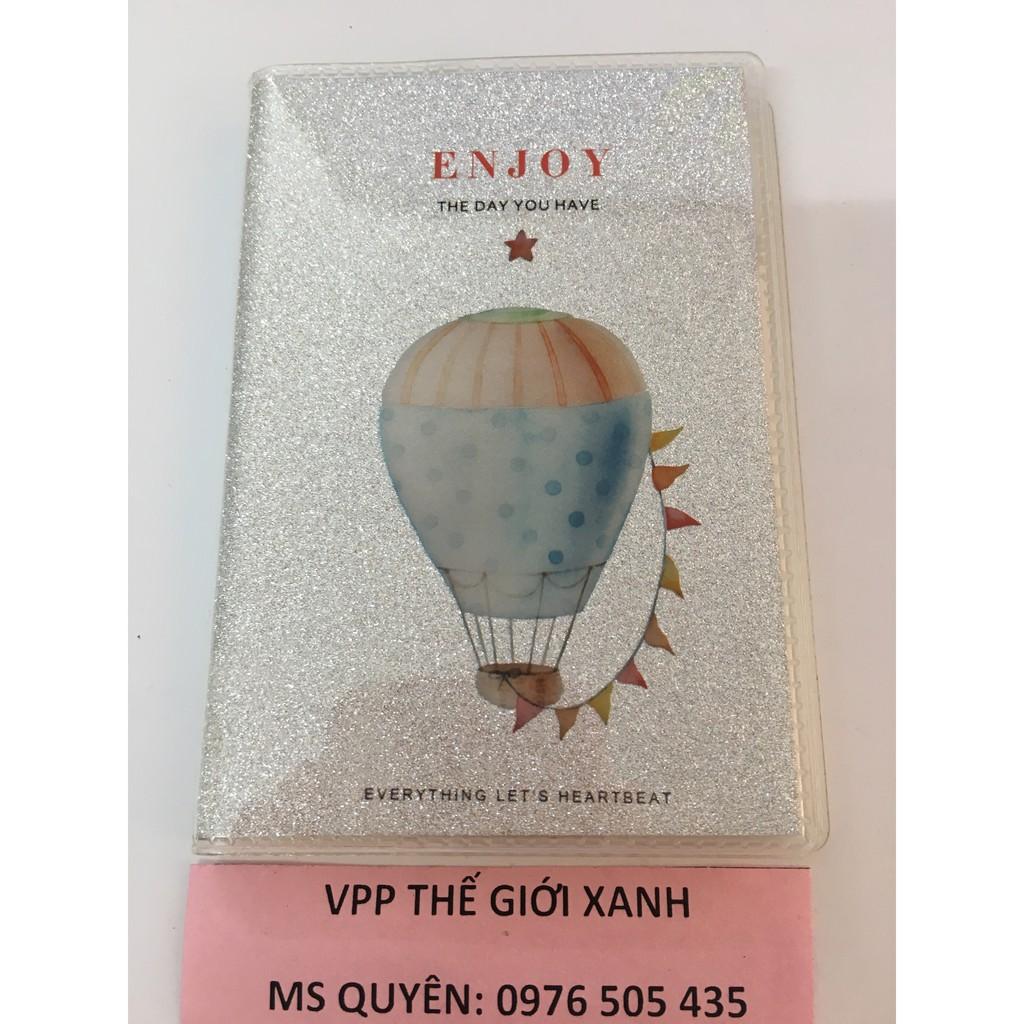 ENJOY
THE DAY YOU HAVE
EVERYTHING LET'S HEARTBEAT
VPP THẾ GIỚI XANH
MS QUYÊN: 0976 505 435